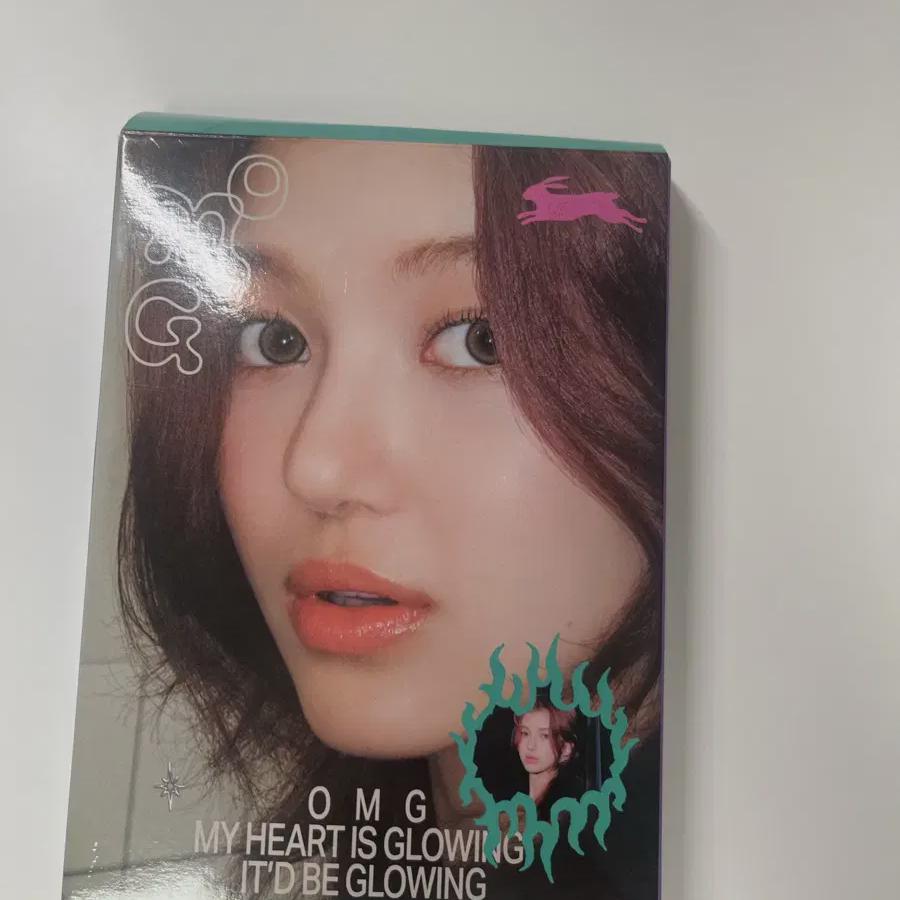 OMG
O M G
MY HEART IS GLOWING
IT'D BE GLOWING